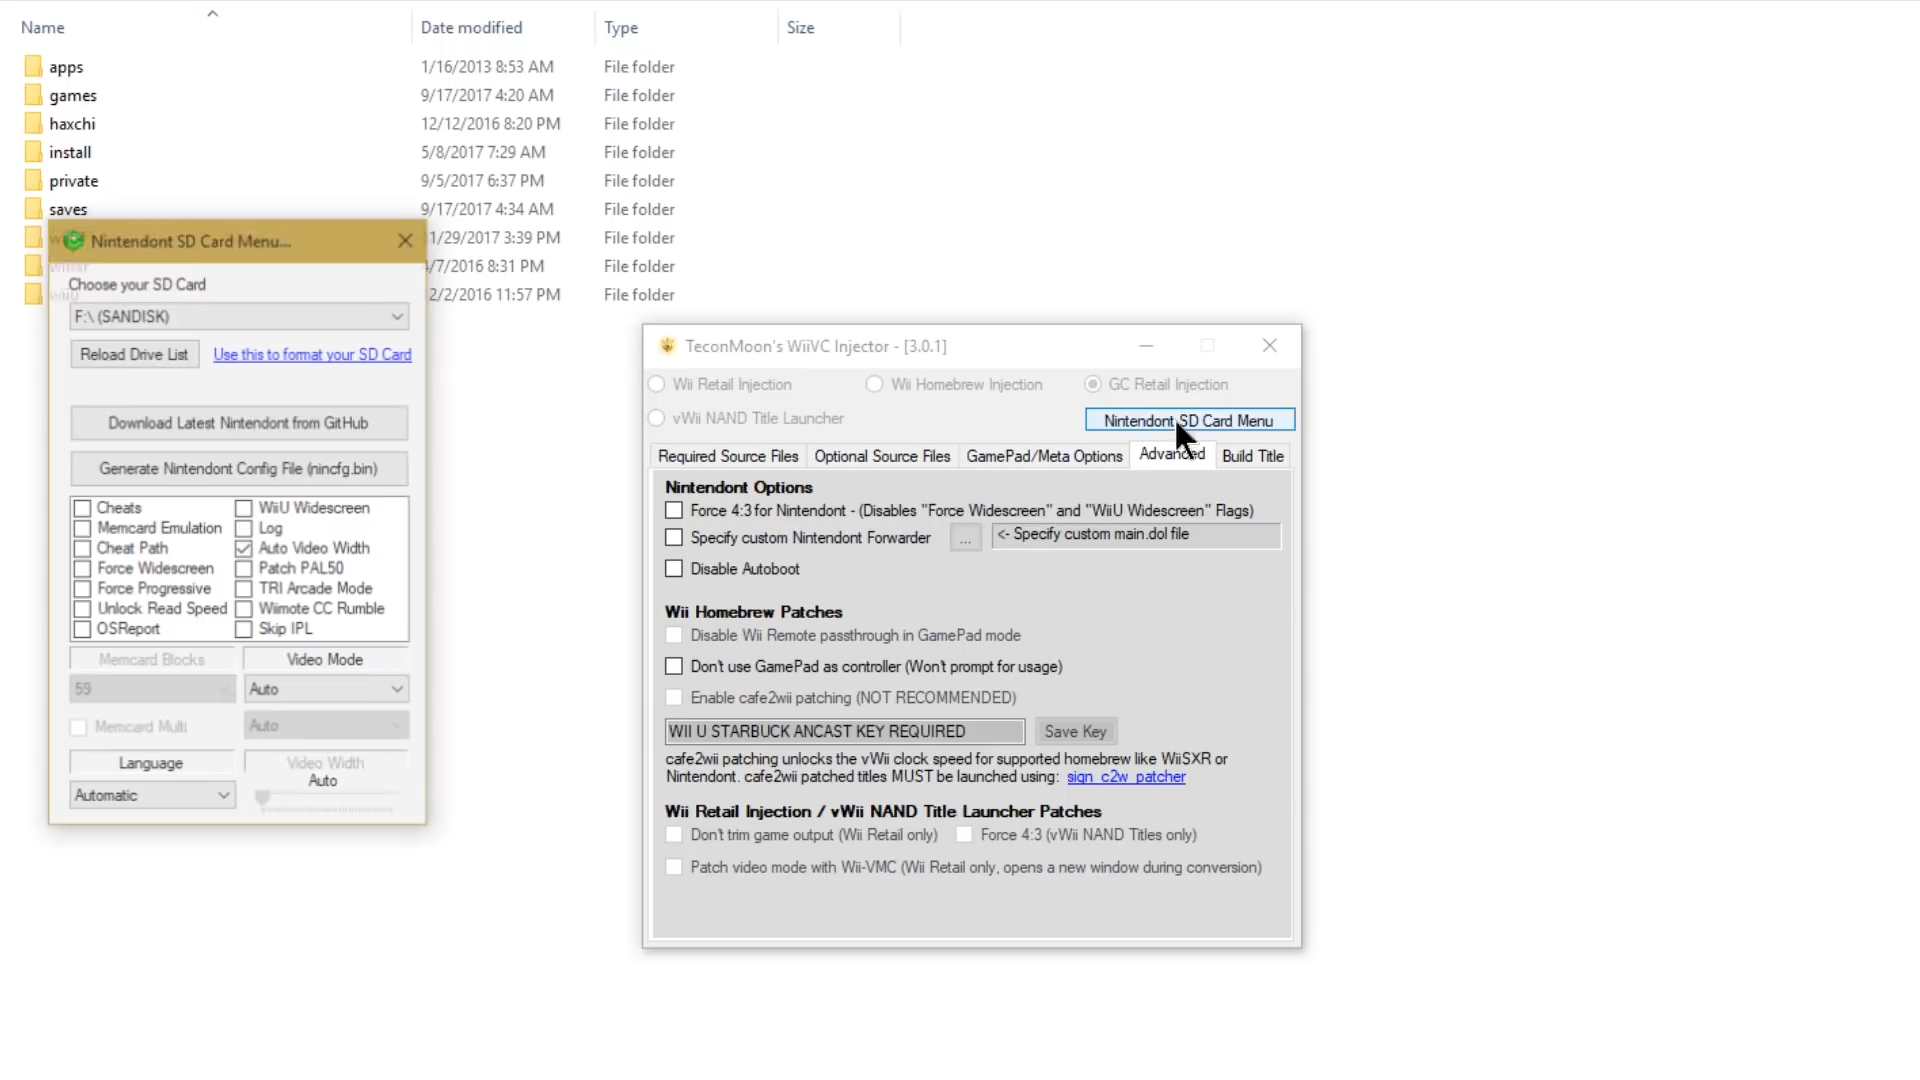 Name Date modified Type Size
apps 1/16/2013 8:53 AM File folder
games 9/17/2017 4:20 AM File folder
haxchi 12/12/2016 8:20 PM File folder
install 5/8/2017 7:29 AM File folder
private 9/5/2017 6:37 PM File folder
saves 9/17/2017 4:34 AM File folder
1/29/2017 3:39 PM File folder
4/7/2016 8:31 PM File folder
2/2/2016 11:57 PM File folder
Nintendont SD Card Menu...
Choose your SD Card
F:\ (SANDISK)
Reload Drive List Use this to format your SD Card
Download Latest Nintendont from GitHub
Generate Nintendont Config File (nincfg.bin)
Cheats WiiU Widescreen
Memcard Emulation Log
Cheat Path Auto Video Width
Force Widescreen Patch PAL50
Force Progressive TRI Arcade Mode
Unlock Read Speed Wiimote CC Rumble
OSReport Skip IPL
Memcard Blocks Video Mode
59 Auto
Memcard Multi Auto
Language Video Width
Auto
Automatic
TeconMoon's WiiVC Injector - [3.0.1]
Wii Retail Injection Wii Homebrew Injection GC Retail Injection
vWii NAND Title Launcher Nintendont SD Card Menu
Required Source Files Optional Source Files GamePad/Meta Options Advanced Build Title
Nintendont Options
Force 4:3 for Nintendont - (Disables "Force Widescreen" and "WiiU Widescreen" Flags)
Specify custom Nintendont Forwarder ... <- Specify custom main.dol file
Disable Autoboot
Wii Homebrew Patches
Disable Wii Remote passthrough in GamePad mode
Don't use GamePad as controller (Won't prompt for usage)
Enable cafe2wii patching (NOT RECOMMENDED)
WII U STARBUCK ANCAST KEY REQUIRED Save Key
cafe2wii patching unlocks the vWii clock speed for supported homebrew like WiiSXR or
Nintendont. cafe2wii patched titles MUST be launched using: sign_c2w_patcher
Wii Retail Injection / vWii NAND Title Launcher Patches
Don't trim game output (Wii Retail only) Force 4:3 (vWii NAND Titles only)
Patch video mode with Wii-VMC (Wii Retail only, opens a new window during conversion)